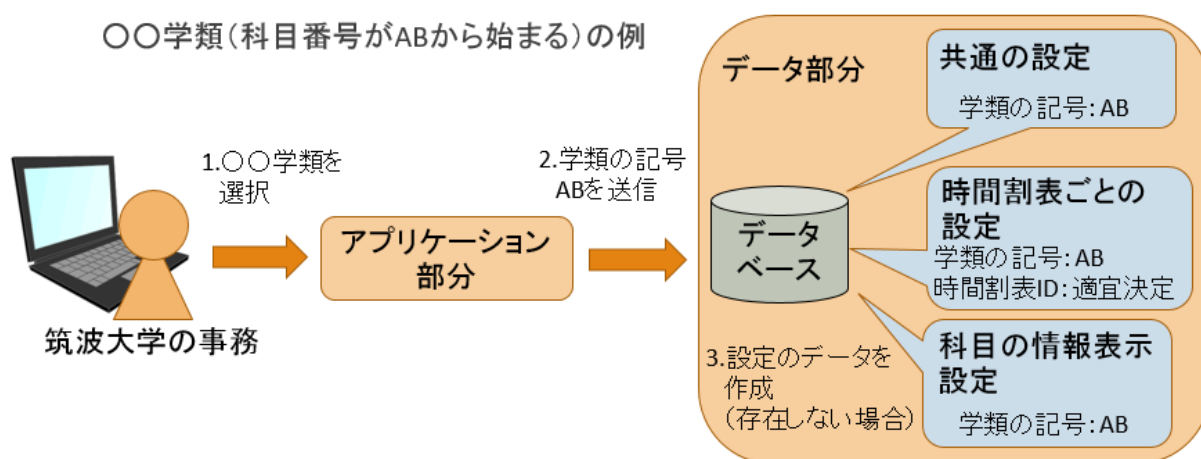 〇〇学類(科目番号がABから始まる)の例
筑波大学の事務
1.〇〇学類を
選択
アプリケーション
部分
2.学類の記号
ABを送信
データ部分
データ
ベース
3.設定のデータを
作成
(存在しない場合)
共通の設定
学類の記号:AB
時間割表ごとの
設定
学類の記号:AB
時間割表ID:適宜決定
科目の情報表示
設定
学類の記号:AB